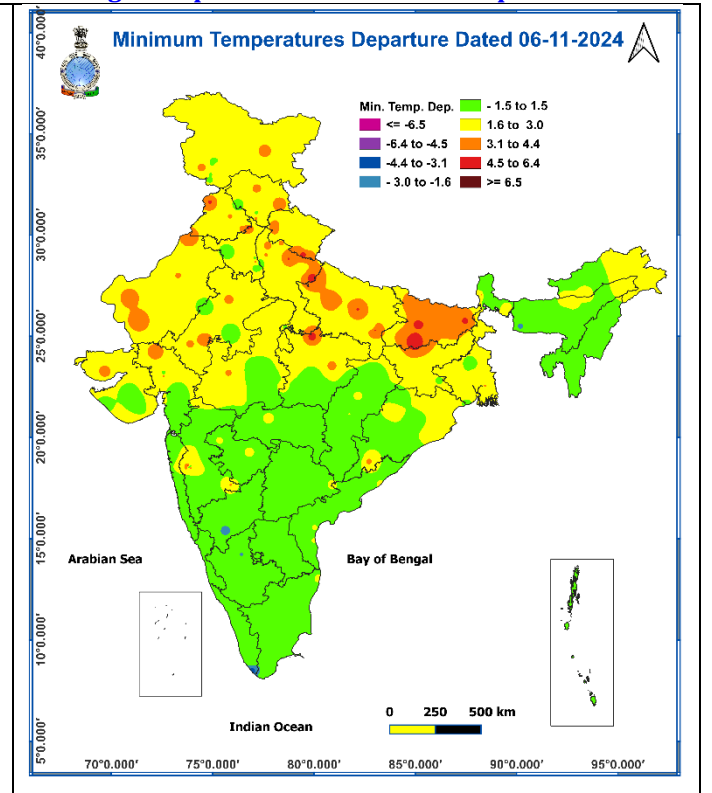 Minimum Temperatures Departure Dated 06-11-2024
Min. Temp. Dep.
<= -6.5
-6.4 to -4.5
-4.4 to -3.1
- 3.0 to -1.6
- 1.5 to 1.5
1.6 to 3.0
3.1 to 4.4
4.5 to 6.4
>= 6.5
40°0.000'
35°0.000'
30°0.000'
25°0.000'
20°0.000'
15°0.000'
10°0.000'
5°0.000'
Arabian Sea
Bay of Bengal
Indian Ocean
0 250 500 km
70°0.000' 75°0.000' 80°0.000' 85°0.000' 90°0.000' 95°0.000'